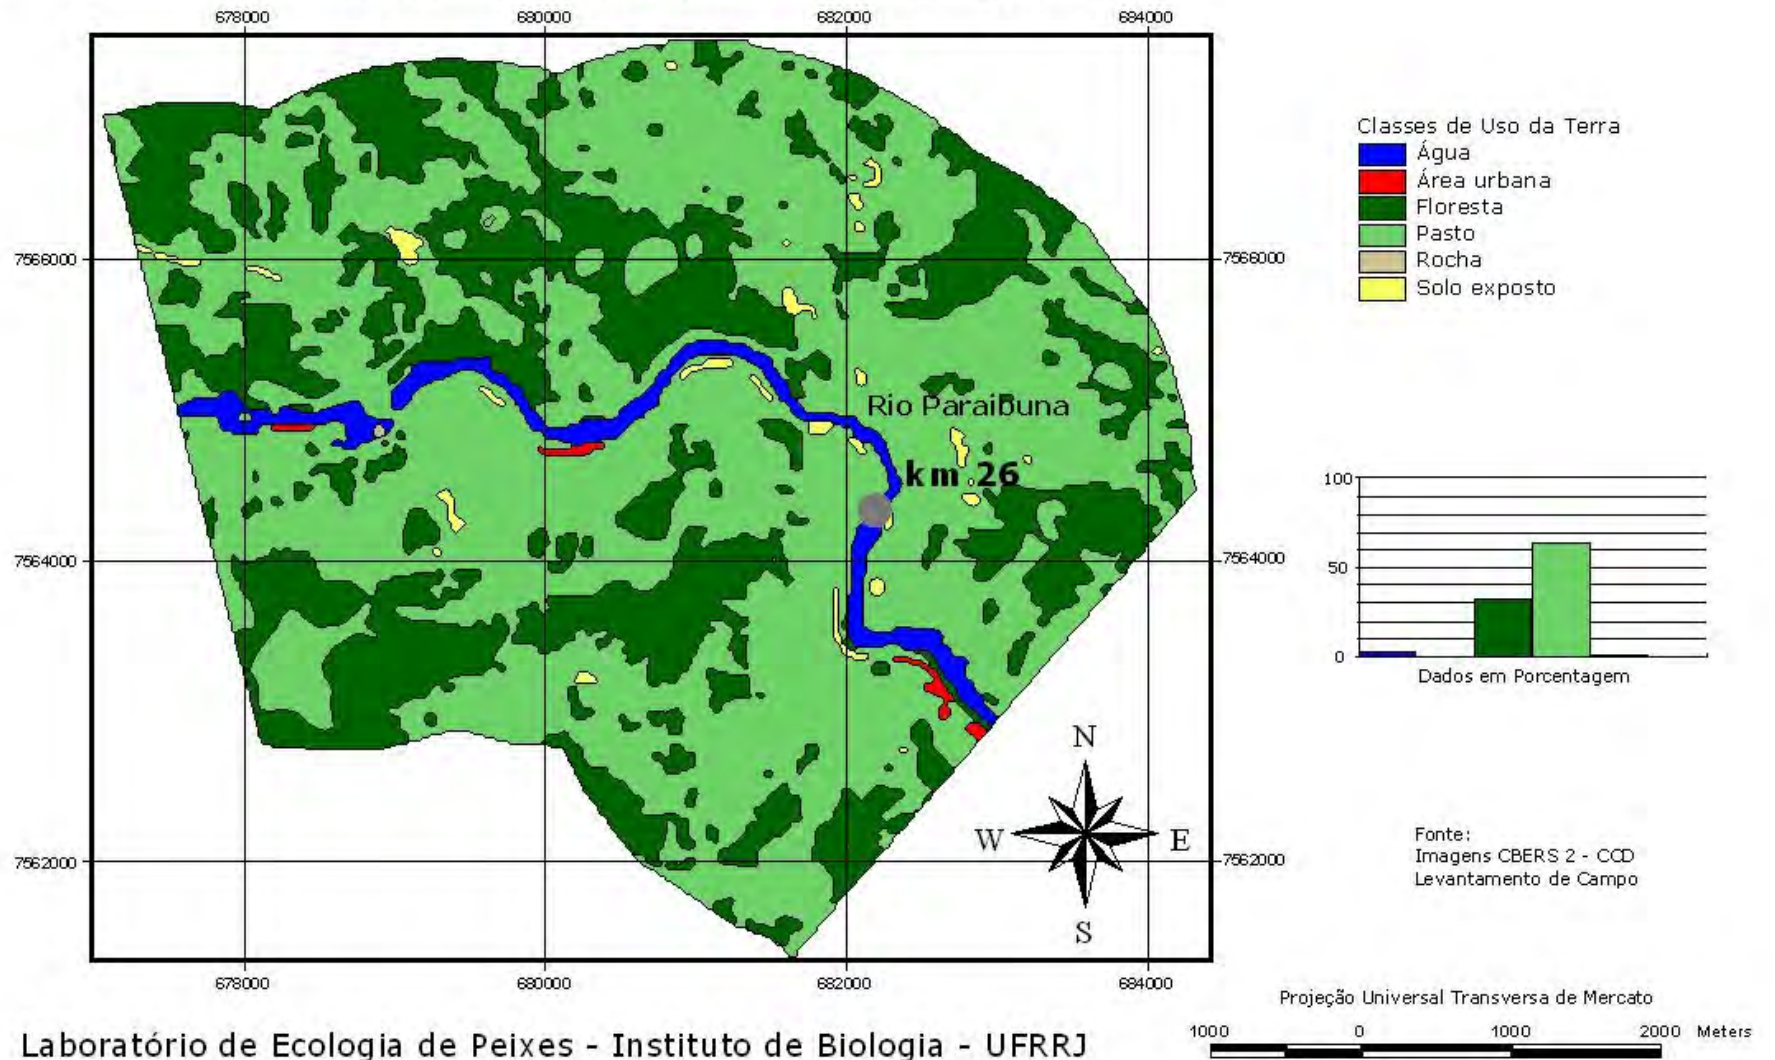 678000 680000 682000 684000
Classes de Uso da Terra
Água
Área urbana
Floresta
Pasto
Rocha
Solo exposto
7566000 7566000
Rio Paraibuna
km 26
100
50
0
Dados em Porcentagem
7564000 7564000
N
W E
S
7562000 7562000
Fonte:
Imagens CBERS 2 - CCD
Levantamento de Campo
678000 680000 682000 684000
Projeção Universal Transversa de Mercato
1000 0 1000 2000 Meters
Laboratório de Ecologia de Peixes - Instituto de Biologia - UFRRJ